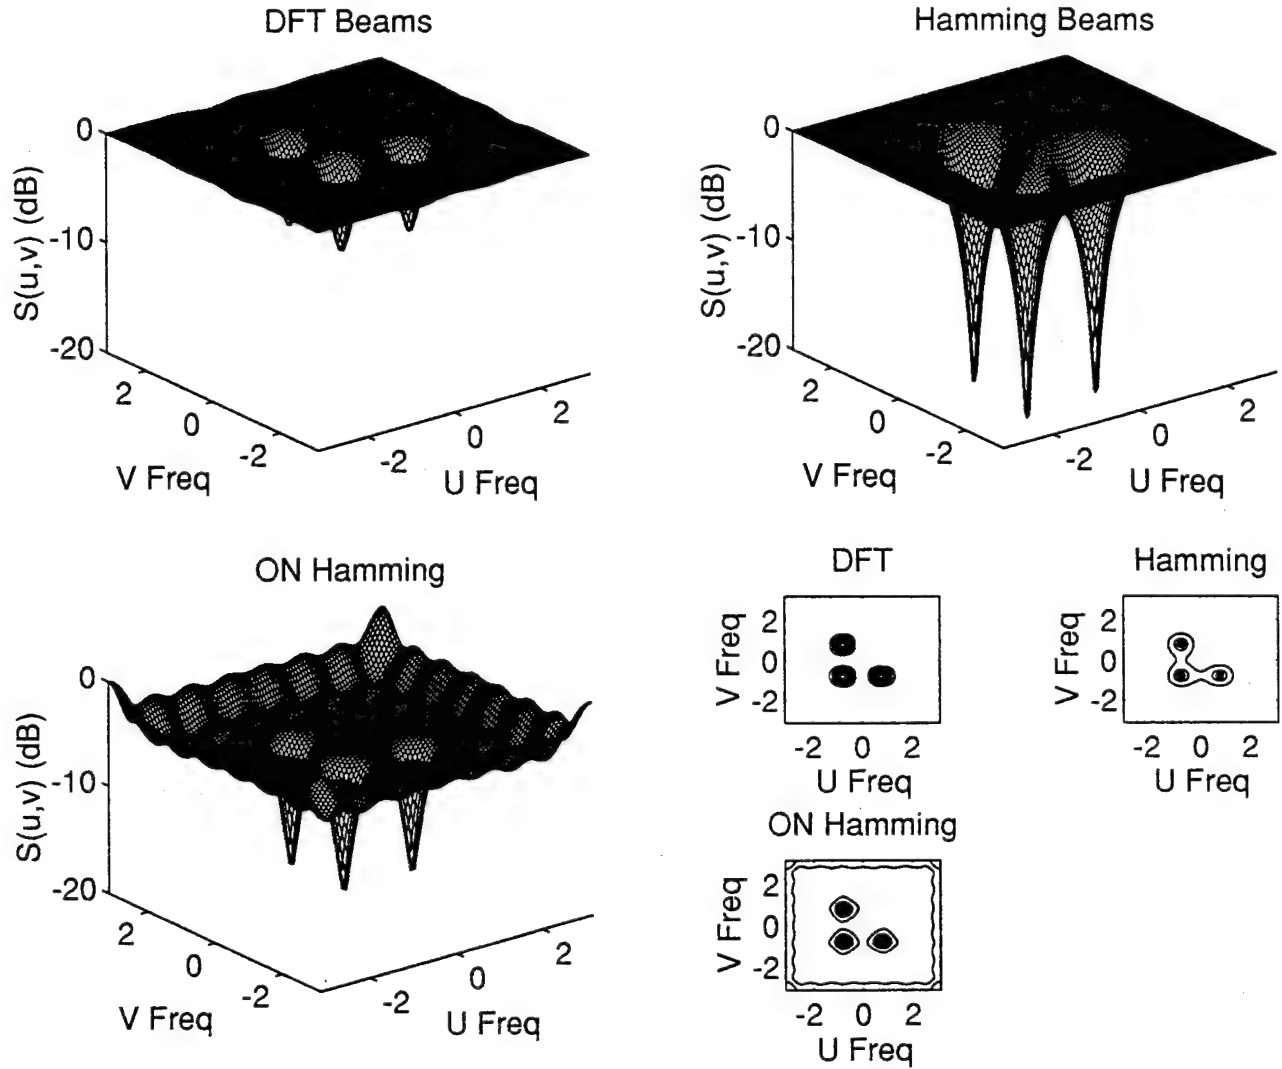 DFT Beams
0
-10
-20
S(u,v) (dB)
2
0
-2
V Freq
-2
0
2
U Freq
Hamming Beams
0
-10
-20
S(u,v) (dB)
2
0
-2
V Freq
-2
0
2
U Freq
ON Hamming
0
-10
-20
S(u,v) (dB)
2
0
-2
V Freq
-2
0
2
U Freq
DFT
2
0
-2
V Freq
-2 0 2
U Freq
Hamming
2
0
-2
V Freq
-2 0 2
U Freq
ON Hamming
2
0
-2
V Freq
-2 0 2
U Freq